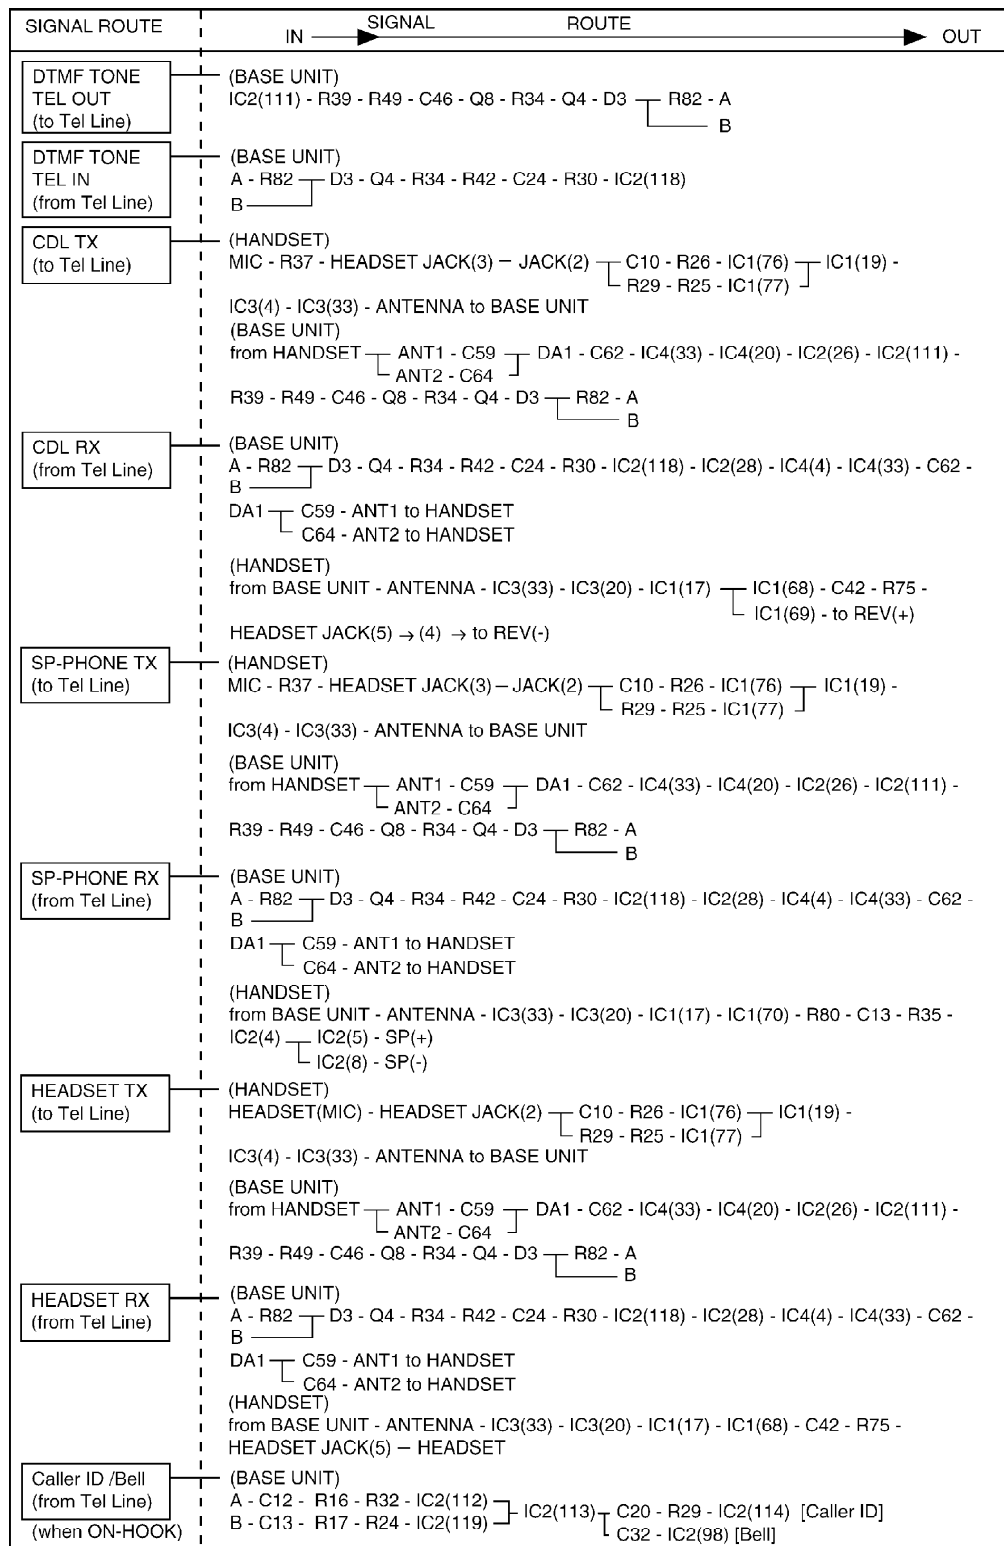 SIGNAL ROUTE
IN SIGNAL ROUTE OUT
DTMF TONE
TEL OUT
(to Tel Line)
(BASE UNIT)
IC2(111) - R39 - R49 - C46 - Q8 - R34 - Q4 - D3 R82 - A
B
DTMF TONE
TEL IN
(from Tel Line)
(BASE UNIT)
A - R82 D3 - Q4 - R34 - R42 - C24 - R30 - IC2(118)
B
CDL TX
(to Tel Line)
(HANDSET)
MIC - R37 - HEADSET JACK(3) – JACK(2) C10 - R26 - IC1(76) IC1(19) -
R29 - R25 - IC1(77)
IC3(4) - IC3(33) - ANTENNA to BASE UNIT
(BASE UNIT)
from HANDSET ANT1 - C59 DA1 - C62 - IC4(33) - IC4(20) - IC2(26) - IC2(111) -
ANT2 - C64
R39 - R49 - C46 - Q8 - R34 - Q4 - D3 R82 - A
B
CDL RX
(from Tel Line)
(BASE UNIT)
A - R82 D3 - Q4 - R34 - R42 - C24 - R30 - IC2(118) - IC2(28) - IC4(4) - IC4(33) - C62 -
B
DA1 C59 - ANT1 to HANDSET
C64 - ANT2 to HANDSET
(HANDSET)
from BASE UNIT - ANTENNA - IC3(33) - IC3(20) - IC1(17) IC1(68) - C42 - R75 -
IC1(69) - to REV(+)
HEADSET JACK(5) → (4) → to REV(-)
SP-PHONE TX
(to Tel Line)
(HANDSET)
MIC - R37 - HEADSET JACK(3) – JACK(2) C10 - R26 - IC1(76) IC1(19) -
R29 - R25 - IC1(77)
IC3(4) - IC3(33) - ANTENNA to BASE UNIT
(BASE UNIT)
from HANDSET ANT1 - C59 DA1 - C62 - IC4(33) - IC4(20) - IC2(26) - IC2(111) -
ANT2 - C64
R39 - R49 - C46 - Q8 - R34 - Q4 - D3 R82 - A
B
SP-PHONE RX
(from Tel Line)
(BASE UNIT)
A - R82 D3 - Q4 - R34 - R42 - C24 - R30 - IC2(118) - IC2(28) - IC4(4) - IC4(33) - C62 -
B
DA1 C59 - ANT1 to HANDSET
C64 - ANT2 to HANDSET
(HANDSET)
from BASE UNIT - ANTENNA - IC3(33) - IC3(20) - IC1(17) - IC1(70) - R80 - C13 - R35 -
IC2(4) IC2(5) - SP(+)
IC2(8) - SP(-)
HEADSET TX
(to Tel Line)
(HANDSET)
HEADSET(MIC) - HEADSET JACK(2) C10 - R26 - IC1(76) IC1(19) -
R29 - R25 - IC1(77)
IC3(4) - IC3(33) - ANTENNA to BASE UNIT
(BASE UNIT)
from HANDSET ANT1 - C59 DA1 - C62 - IC4(33) - IC4(20) - IC2(26) - IC2(111) -
ANT2 - C64
R39 - R49 - C46 - Q8 - R34 - Q4 - D3 R82 - A
B
HEADSET RX
(from Tel Line)
(BASE UNIT)
A - R82 D3 - Q4 - R34 - R42 - C24 - R30 - IC2(118) - IC2(28) - IC4(4) - IC4(33) - C62 -
B
DA1 C59 - ANT1 to HANDSET
C64 - ANT2 to HANDSET
(HANDSET)
from BASE UNIT - ANTENNA - IC3(33) - IC3(20) - IC1(17) - IC1(68) - C42 - R75 -
HEADSET JACK(5) – HEADSET
Caller ID /Bell
(from Tel Line)
(when ON-HOOK)
(BASE UNIT)
A - C12 - R16 - R32 - IC2(112) IC2(113) C20 - R29 - IC2(114) [Caller ID]
B - C13 - R17 - R24 - IC2(119) C32 - IC2(98) [Bell]